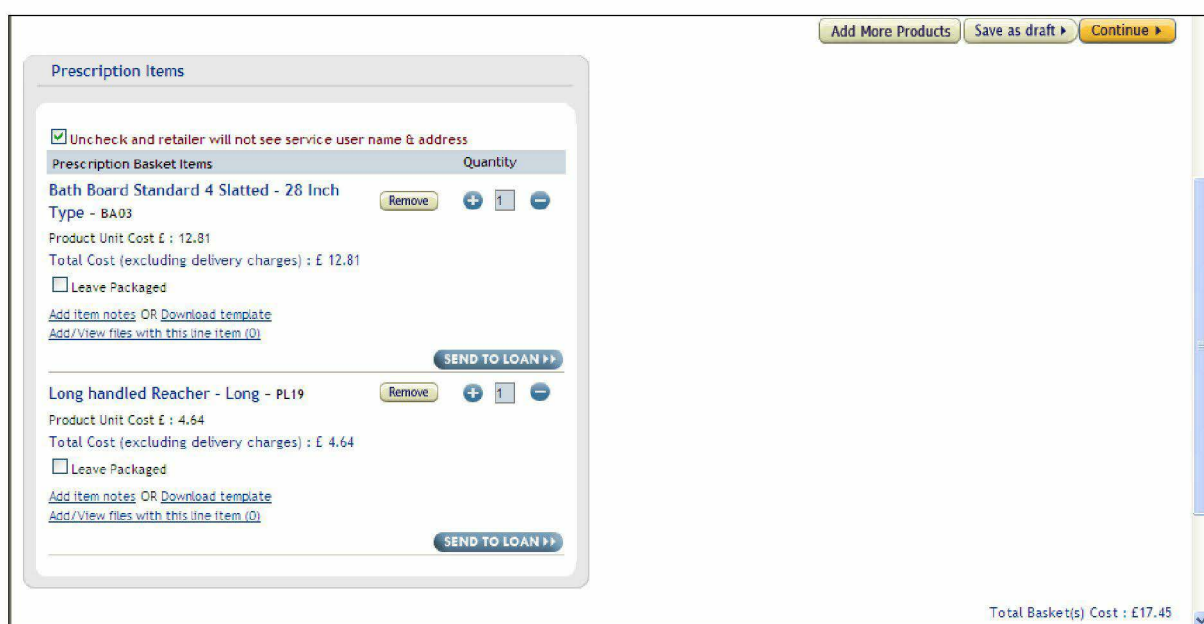 Add More Products Save as draft Continue
Prescription Items
Uncheck and retailer will not see service user name & address
Prescription Basket Items Quantity
Bath Board Standard 4 Slatted - 28 Inch
Type - BA03 Remove 1
Product Unit Cost £ : 12.81
Total Cost (excluding delivery charges) : £ 12.81
Leave Packaged
Add item notes OR Download template
Add/View files with this line item (0)
SEND TO LOAN
Long handled Reacher - Long - PL19 Remove 1
Product Unit Cost £ : 4.64
Total Cost (excluding delivery charges) : £ 4.64
Leave Packaged
Add item notes OR Download template
Add/View files with this line item (0)
SEND TO LOAN
Total Basket(s) Cost : £17.45